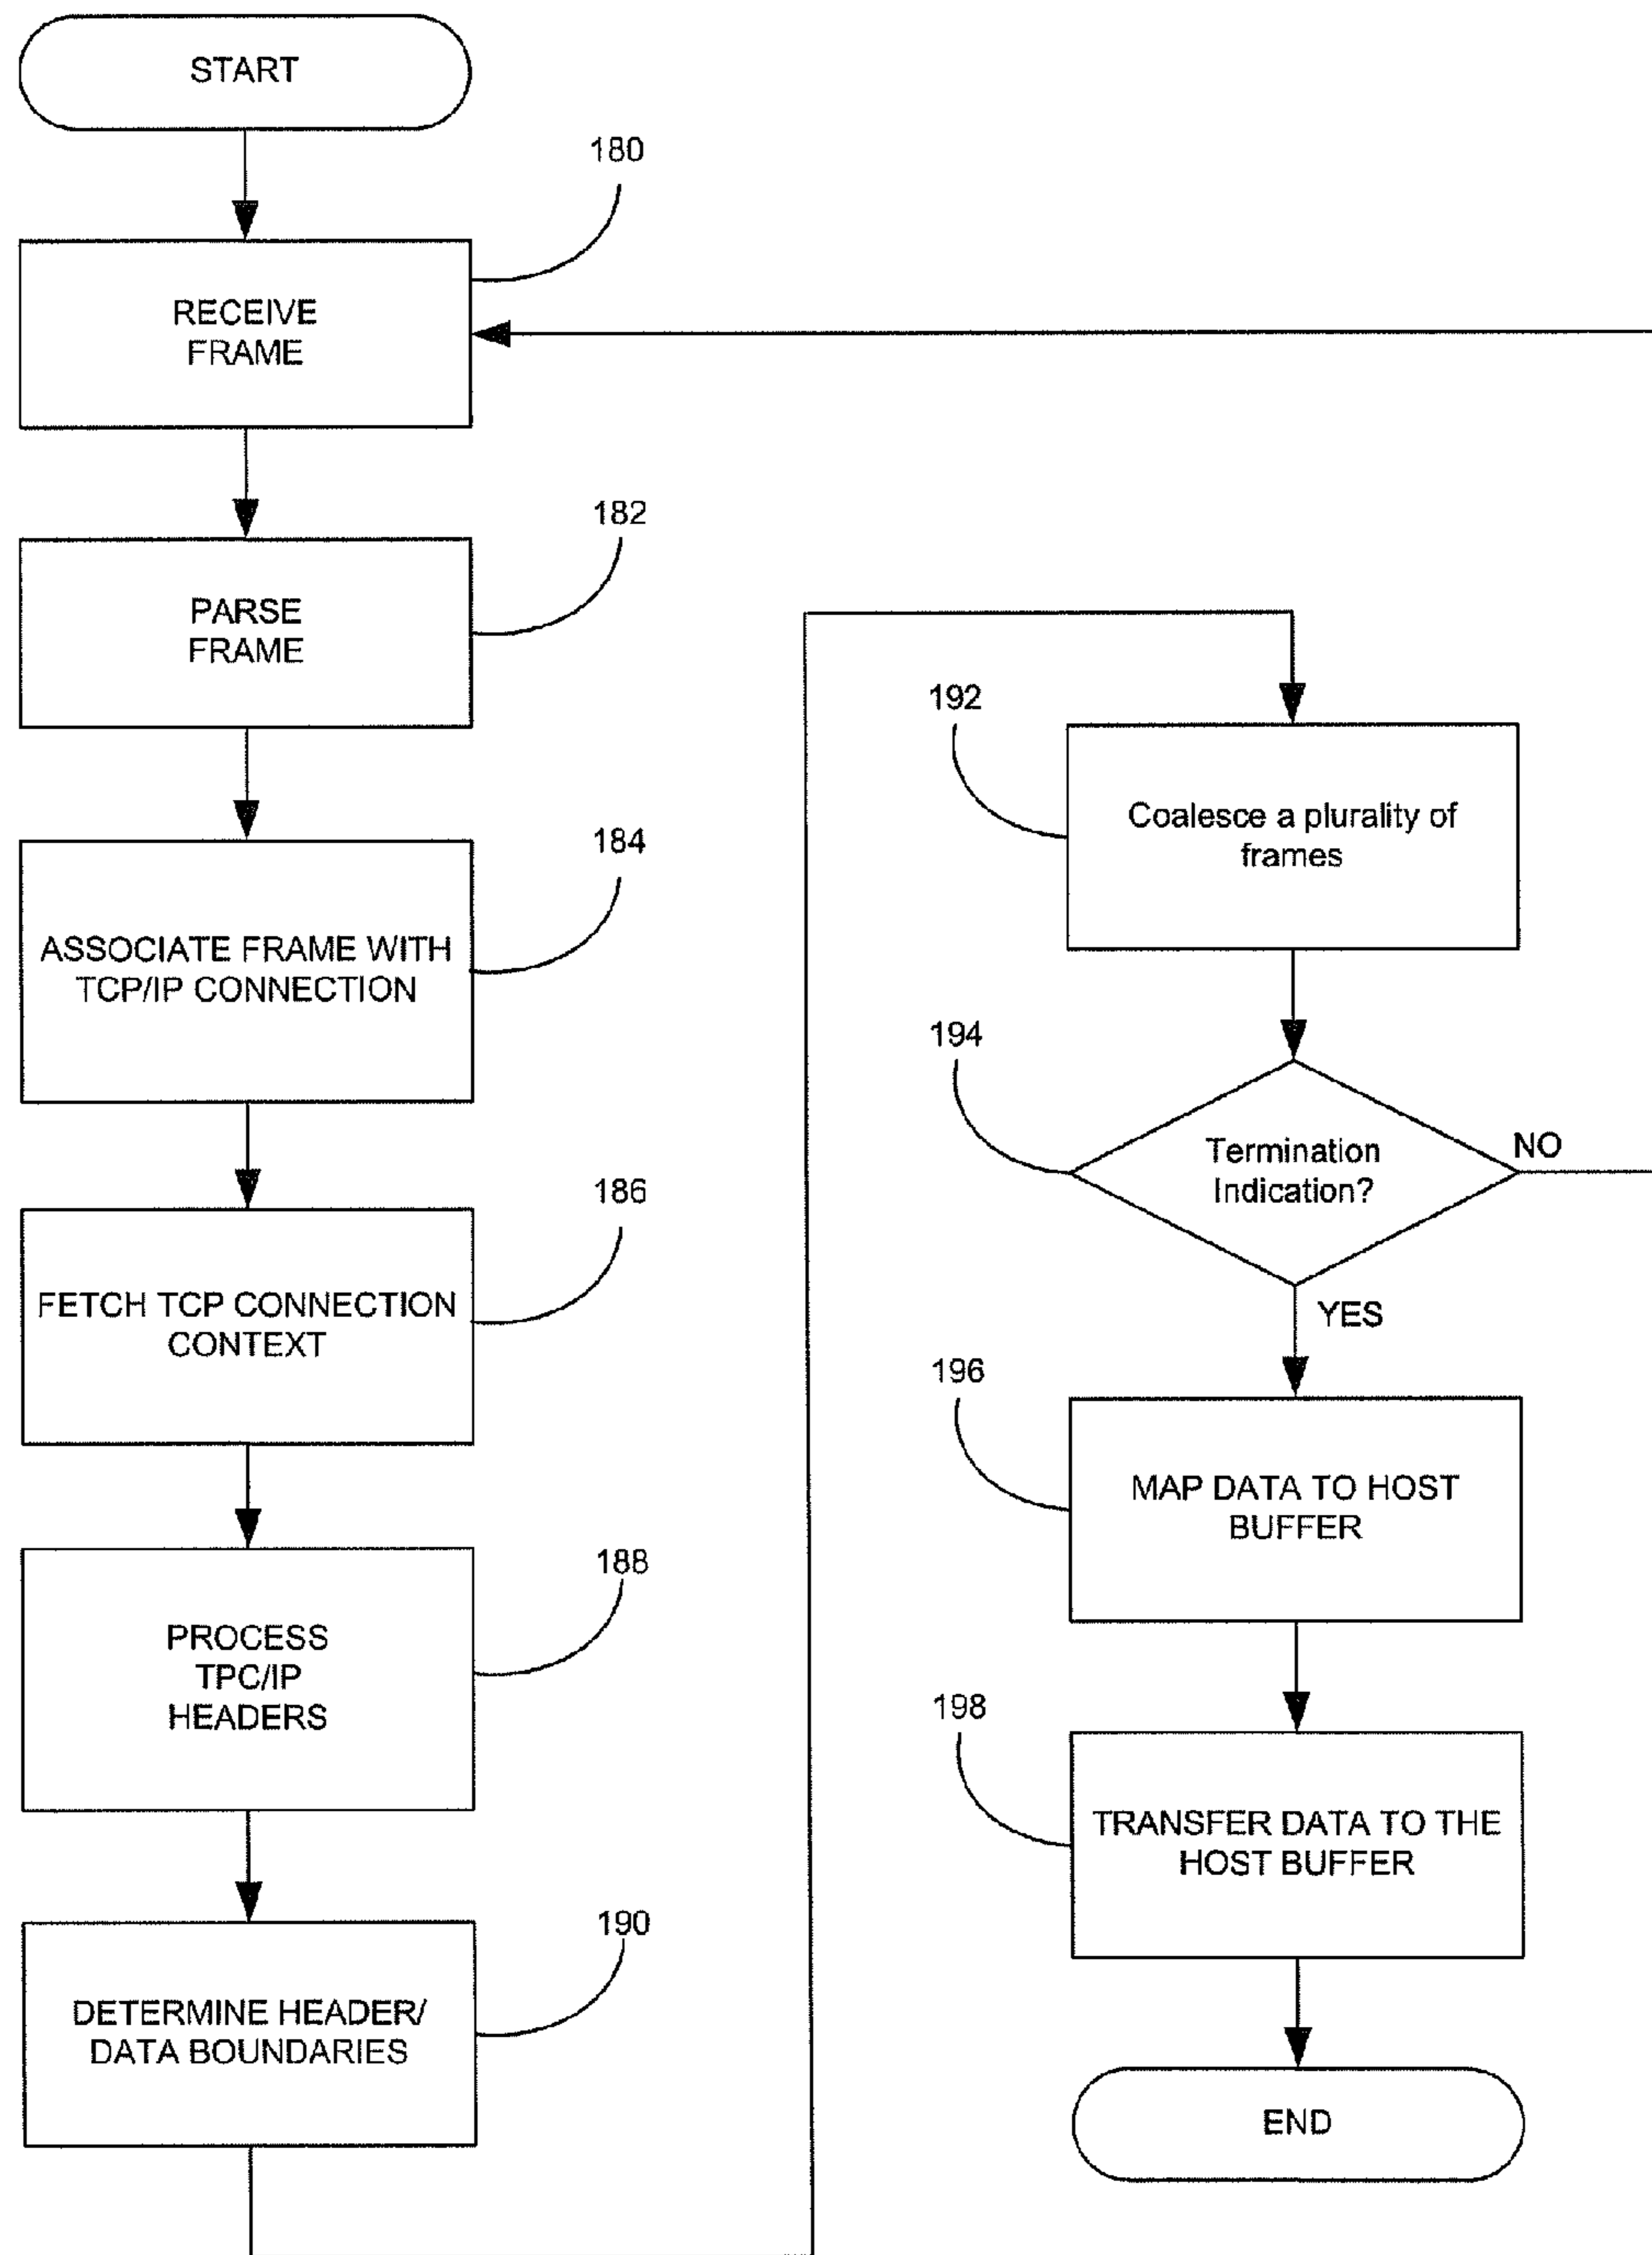 START
180
RECEIVE
FRAME
182
PARSE
FRAME
184
ASSOCIATE FRAME WITH
TCP/IP CONNECTION
186
FETCH TCP CONNECTION
CONTEXT
188
PROCESS
TPC/IP
HEADERS
190
DETERMINE HEADER/
DATA BOUNDARIES
192
Coalesce a plurality of
frames
194
Termination
Indication?
NO
YES
196
MAP DATA TO HOST
BUFFER
198
TRANSFER DATA TO THE
HOST BUFFER
END